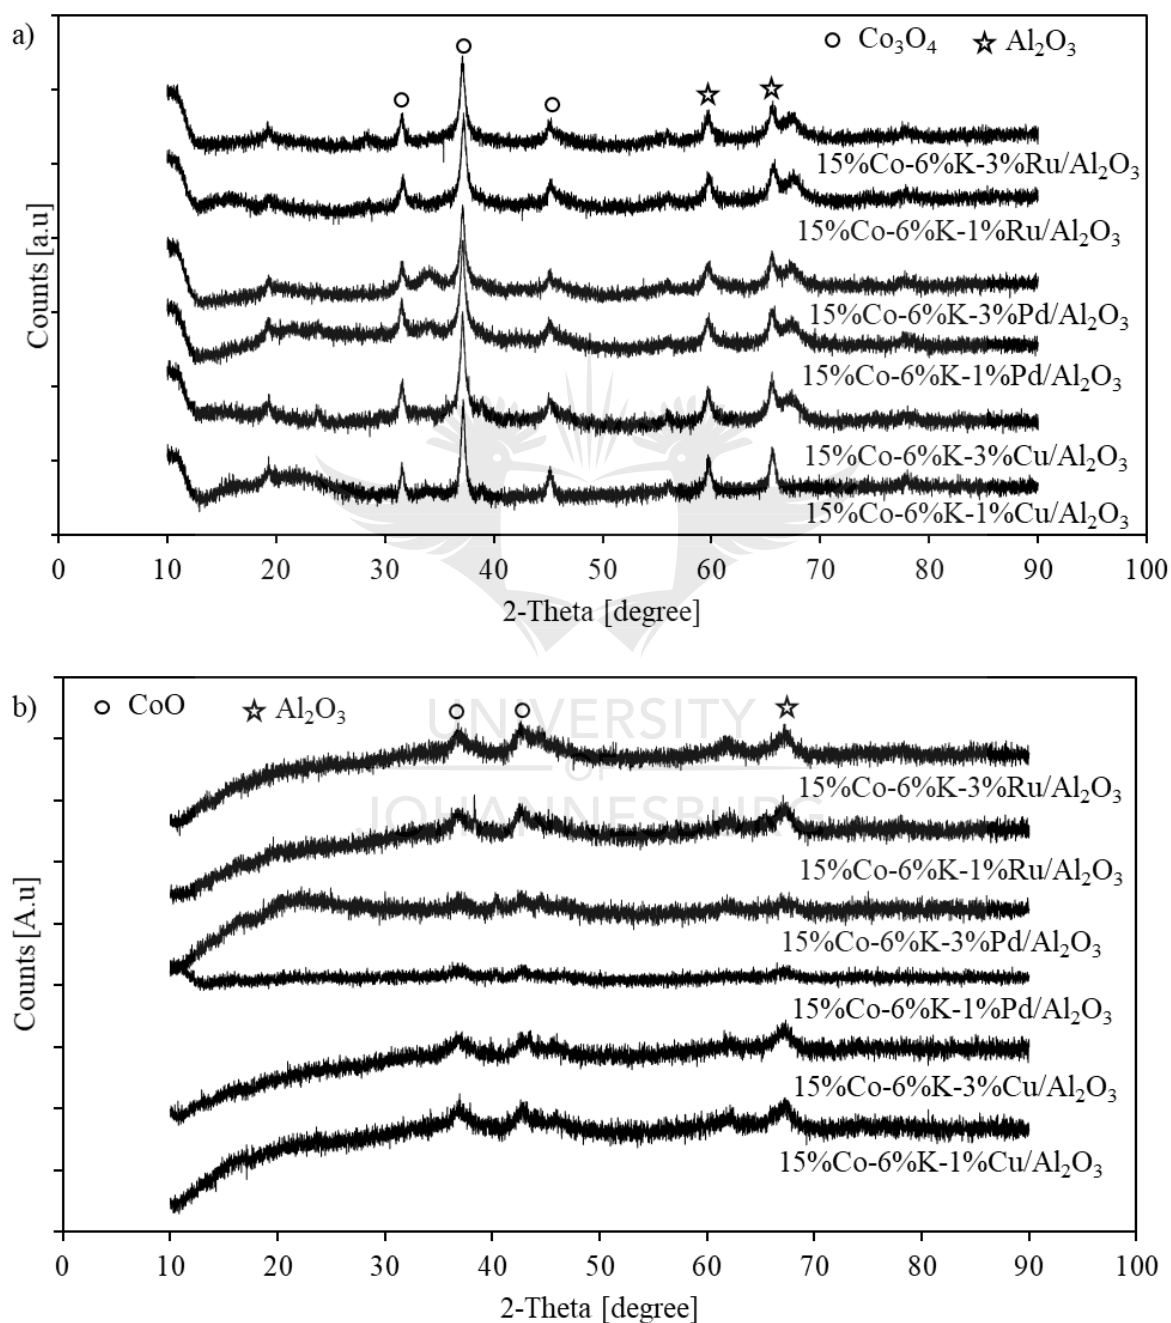 a)
Co₃O₄
Al₂O₃
15%Co-6%K-3%Ru/Al₂O₃
15%Co-6%K-1%Ru/Al₂O₃
15%Co-6%K-3%Pd/Al₂O₃
15%Co-6%K-1%Pd/Al₂O₃
15%Co-6%K-3%Cu/Al₂O₃
15%Co-6%K-1%Cu/Al₂O₃
Counts [a.u]
0 10 20 30 40 50 60 70 80 90 100
2-Theta [degree]
b)
CoO
Al₂O₃
UNIVERSITY
OF
JOHANNESBURG
15%Co-6%K-3%Ru/Al₂O₃
15%Co-6%K-1%Ru/Al₂O₃
15%Co-6%K-3%Pd/Al₂O₃
15%Co-6%K-1%Pd/Al₂O₃
15%Co-6%K-3%Cu/Al₂O₃
15%Co-6%K-1%Cu/Al₂O₃
Counts [A.u]
0 10 20 30 40 50 60 70 80 90 100
2-Theta [degree]